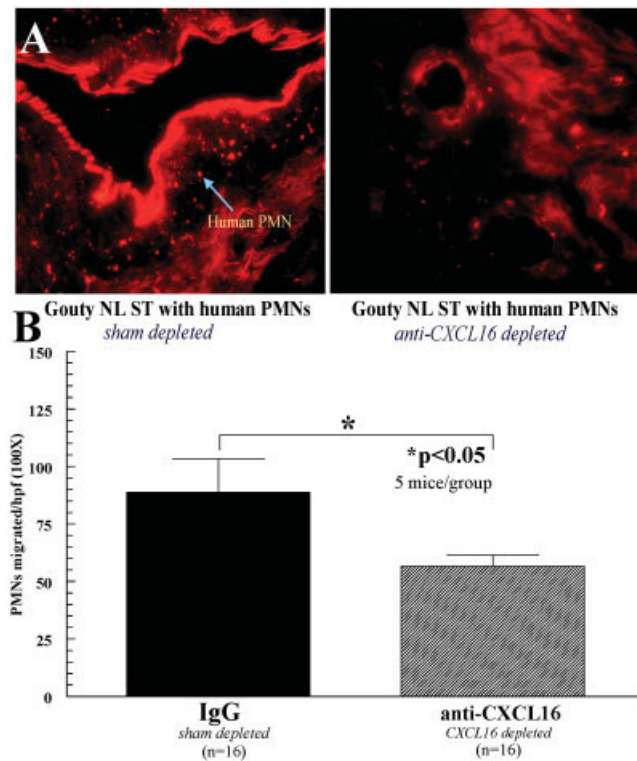 A
Human PMN
Gouty NL ST with human PMNs
sham depleted
Gouty NL ST with human PMNs
anti-CXCL16 depleted
B
PMNs migrated/hpf (100X)
150
125
100
75
50
25
0
*
*p<0.05
5 mice/group
IgG
sham depleted
(n=16)
anti-CXCL16
CXCL16 depleted
(n=16)